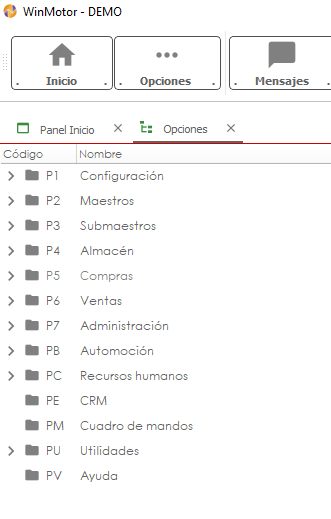 WinMotor - DEMO
. Inicio . . Opciones . . Mensajes
Panel Inicio Opciones
Código Nombre
P1 Configuración
P2 Maestros
P3 Submaestros
P4 Almacén
P5 Compras
P6 Ventas
P7 Administración
PB Automoción
PC Recursos humanos
PE CRM
PM Cuadro de mandos
PU Utilidades
PV Ayuda